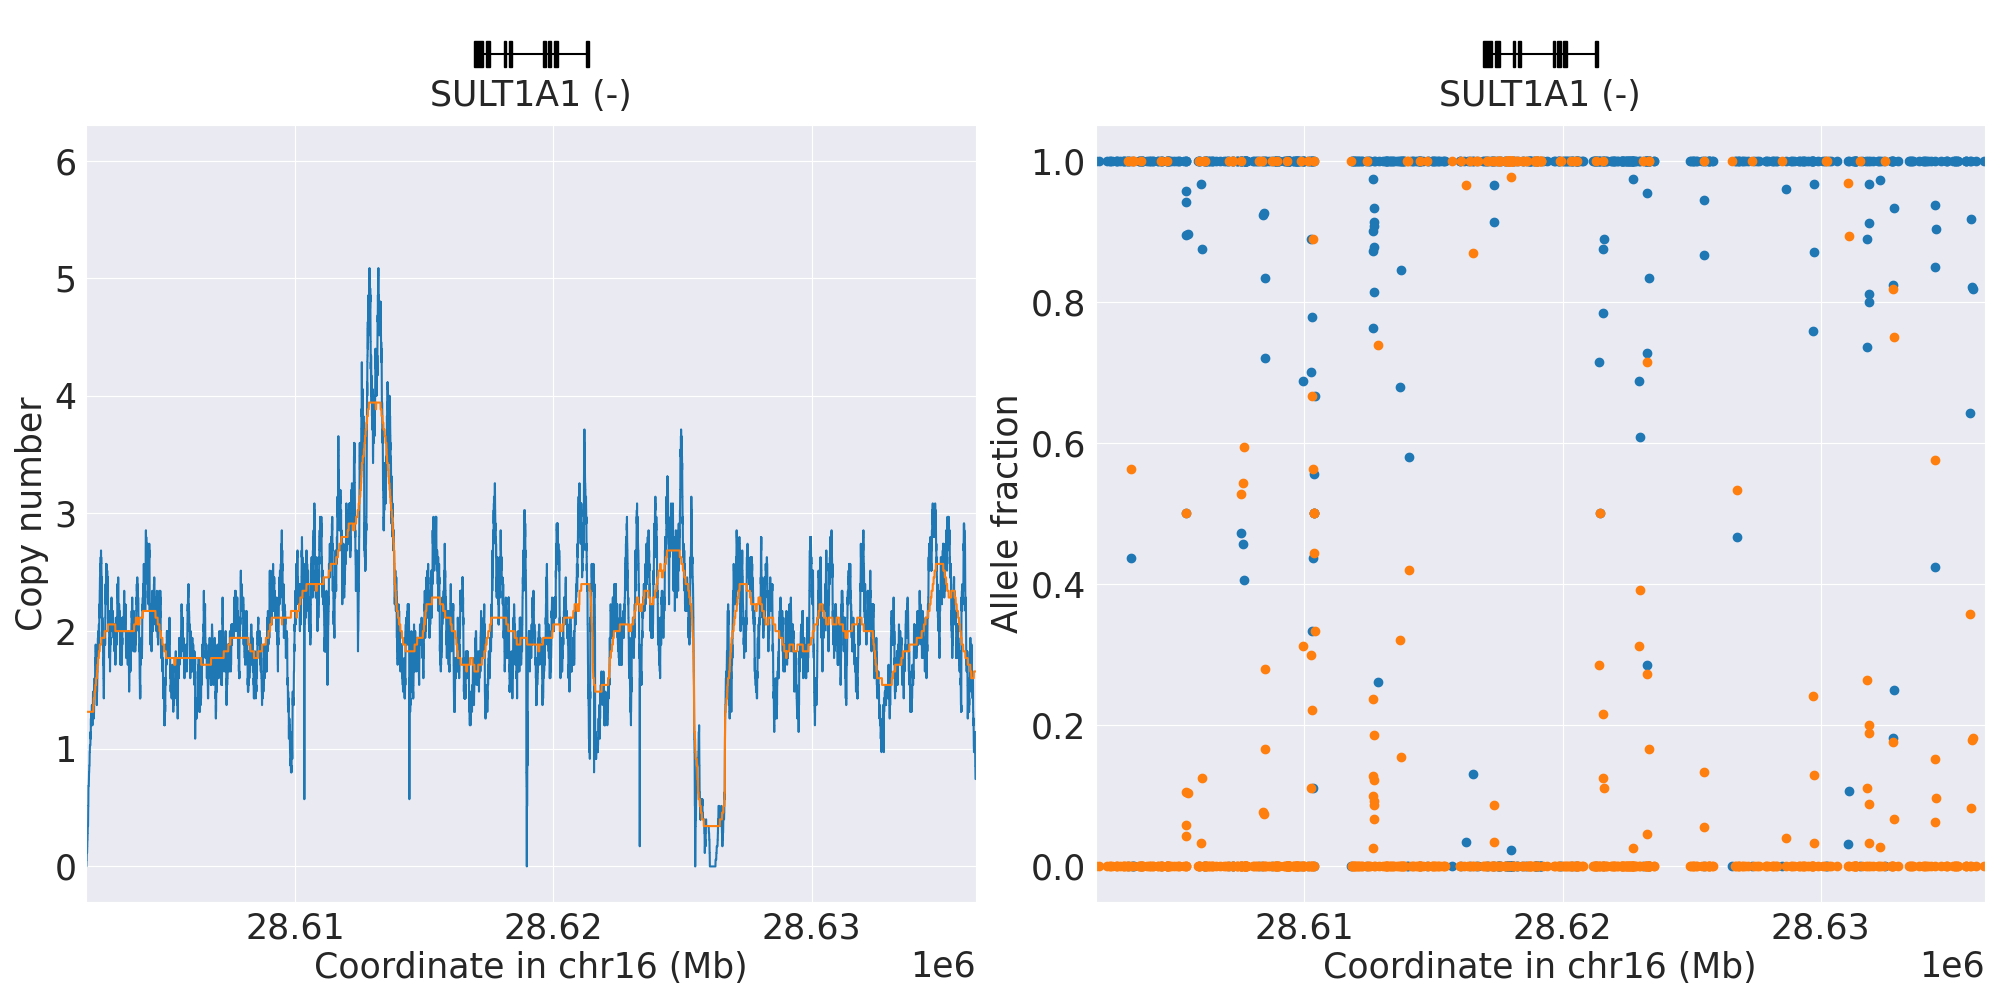 SULT1A1 (-)
Copy number
6
5
4
3
2
1
0
28.61
28.62
28.63
Coordinate in chr16 (Mb)
1e6
SULT1A1 (-)
Allele fraction
1.0
0.8
0.6
0.4
0.2
0.0
28.61
28.62
28.63
Coordinate in chr16 (Mb)
1e6